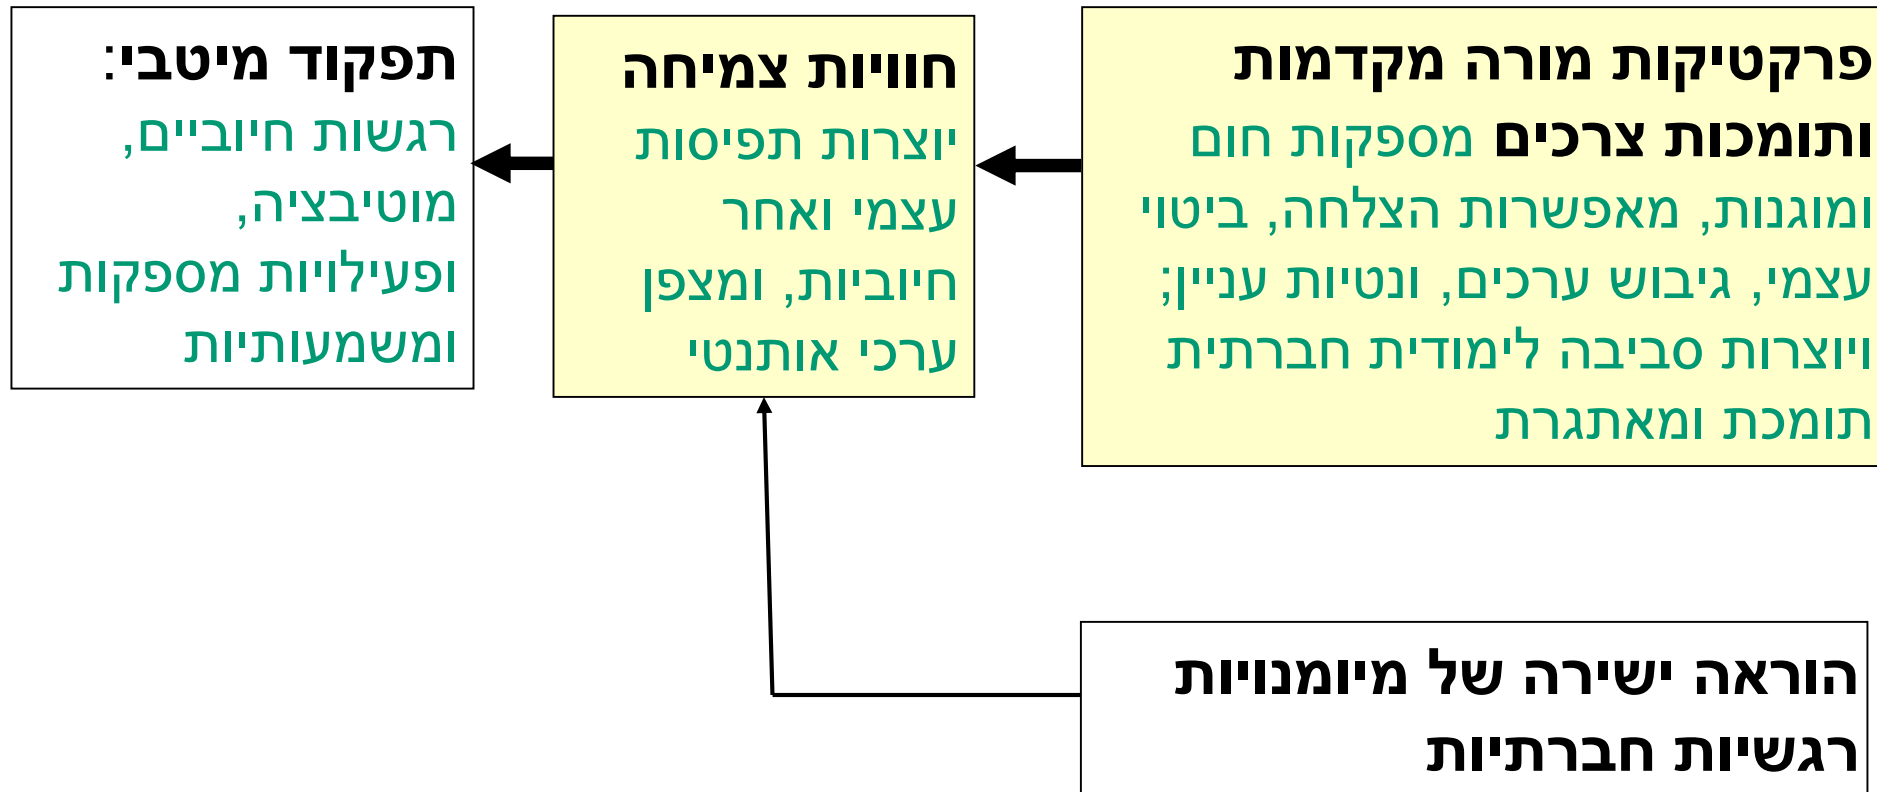 פרקטיקות מורה מקדמות
ותומכות צרכים מספקות חום
ומוגנות, מאפשרות הצלחה, ביטוי
עצמי, גיבוש ערכים, ונטיות עניין;
ויוצרות סביבה לימודית חברתית
תומכת ומאתגרת
חוויות צמיחה
יוצרות תפיסות
עצמי ואחר
חיוביות, ומצפן
ערכי אותנטי
תפקוד מיטבי:
רגשות חיוביים,
מוטיבציה,
ופעילויות מספקות
ומשמעותיות
הוראה ישירה של מיומנויות
רגשיות חברתיות